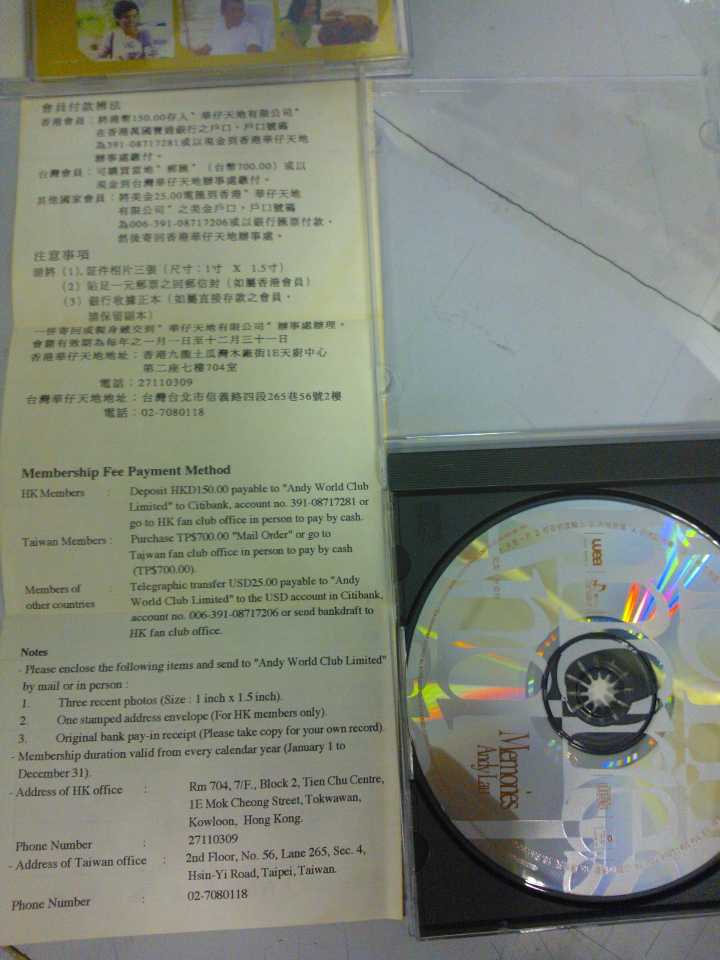 會員付款辦法
香港會員：將港幣150.00存入"華仔天地有限公司"
在香港萬國寶通銀行之戶口，戶口號碼
為391-08717281或以現金到香港華仔天地
辦事處繳付。
台灣會員：可購買當地"郵匯"（台幣700.00）或以
現金到台灣華仔天地辦事處繳付。
其他國家會員：將美金25.00電匯到香港"華仔天地
有限公司"之美金戶口，戶口號碼
為006-391-08717206或以銀行匯票付款，
然後寄回香港華仔天地辦事處。
注意事項
請將（1）.証件相片三張（尺寸：1寸 X 1.5寸）
（2）貼足一元郵票之回郵信封（如屬香港會員）
（3）銀行收據正本（如屬直接存款之會員，
請保留副本）
一併寄回或親身遞交到"華仔天地有限公司"辦事處辦理。
會籍有效期為每年之一月一日至十二月三十一日
香港華仔天地地址：香港九龍土瓜灣木廠街1E天廚中心
第二座七樓704室
電話：27110309
台灣華仔天地地址：台灣台北市信義路四段265巷56號2樓
電話：02-7080118
Membership Fee Payment Method
HK Members : Deposit HKD150.00 payable to "Andy World Club
Limited" to Citibank, account no. 391-08717281 or
go to HK fan club office in person to pay by cash.
Taiwan Members : Purchase TP$700.00 "Mail Order" or go to
Taiwan fan club office in person to pay by cash
(TP$700.00).
Members of : Telegraphic transfer USD25.00 payable to "Andy
other countries World Club Limited" to the USD account in Citibank,
account no. 006-391-08717206 or send bankdraft to
HK fan club office.
Notes
- Please enclose the following items and send to "Andy World Club Limited"
by mail or in person :
1. Three recent photos (Size : 1 inch x 1.5 inch).
2. One stamped address envelope (For HK members only).
3. Original bank pay-in receipt (Please take copy for your own record).
- Membership duration valid from every calendar year (January 1 to
December 31).
- Address of HK office : Rm 704, 7/F., Block 2, Tien Chu Centre,
1E Mok Cheong Street, Tokwawan,
Kowloon, Hong Kong.
Phone Number : 27110309
- Address of Taiwan office : 2nd Floor, No. 56, Lane 265, Sec. 4,
Hsin-Yi Road, Taipei, Taiwan.
Phone Number : 02-7080118
Memories
Andy Lau